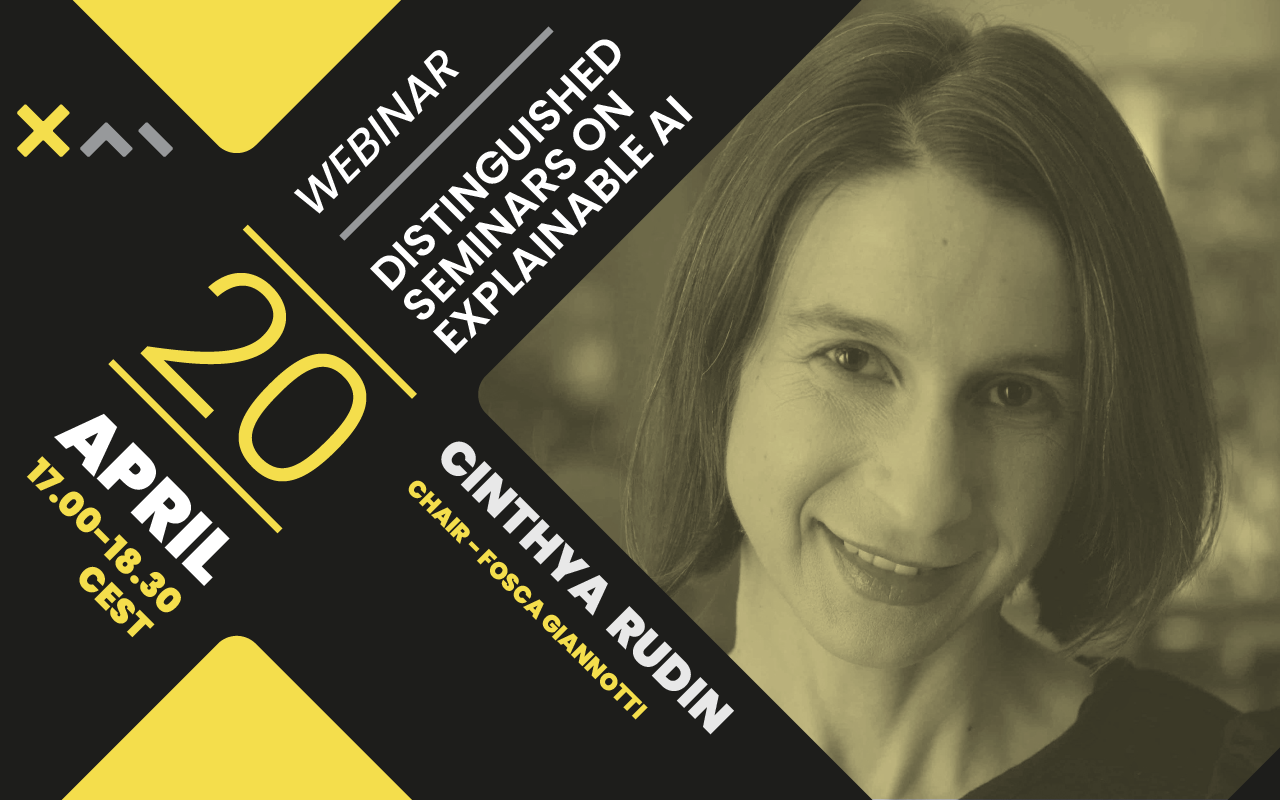 WEBINAR
DISTINGUISHED
SEMINARS ON
EXPLAINABLE AI
20
APRIL
17.00–18.30
CEST
CINTHYA RUDIN
CHAIR – FOSCA GIANNOTTI